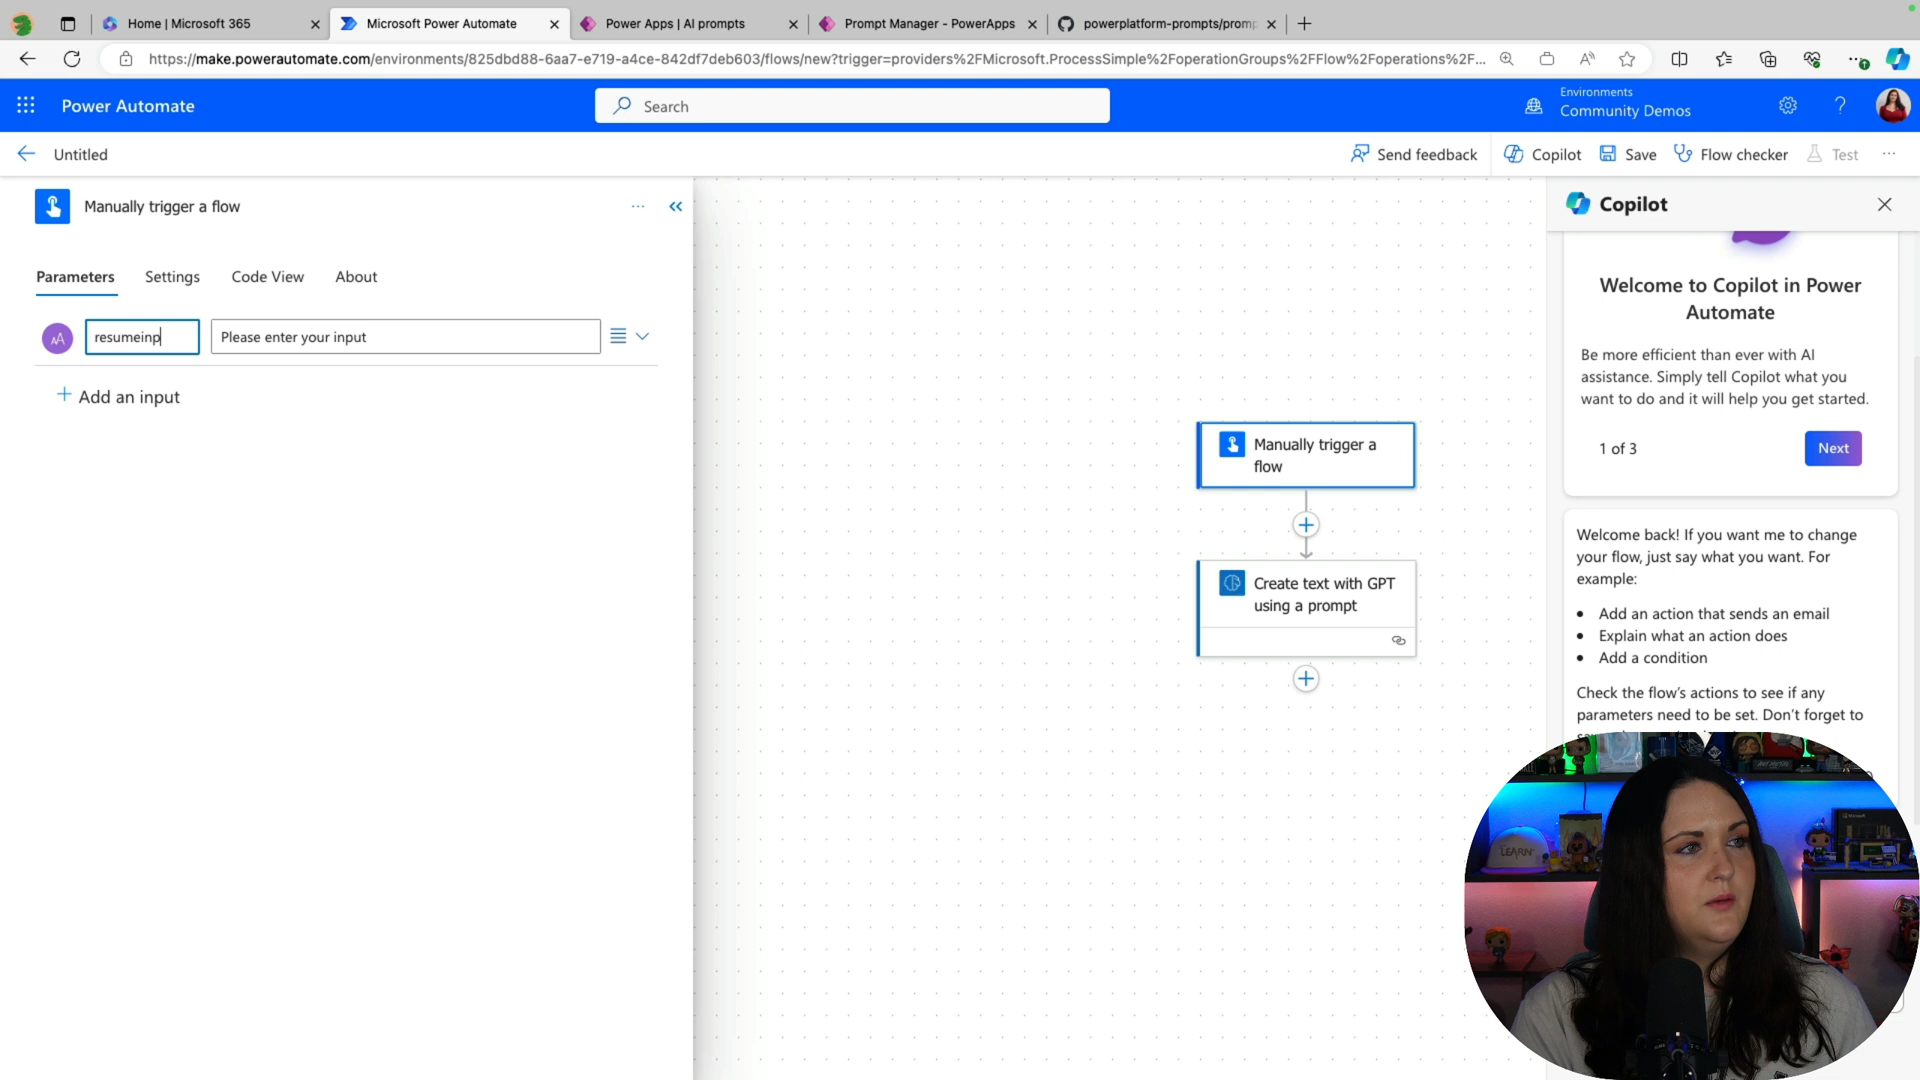 Home | Microsoft 365
Microsoft Power Automate
Power Apps | AI prompts
Prompt Manager - PowerApps
powerplatform-prompts/promp
https://make.powerautomate.com/environments/825dbd88-6aa7-e719-a4ce-842df7deb603/flows/new?trigger=providers%2FMicrosoft.ProcessSimple%2FoperationGroups%2FFlow%2Foperations%2F...
Power Automate
Search
Environments
Community Demos
Untitled
Send feedback
Copilot
Save
Flow checker
Test
Manually trigger a flow
Parameters
Settings
Code View
About
resumeinp
Please enter your input
Add an input
Manually trigger a
flow
Create text with GPT
using a prompt
Copilot
Welcome to Copilot in Power
Automate
Be more efficient than ever with AI
assistance. Simply tell Copilot what you
want to do and it will help you get started.
1 of 3
Next
Welcome back! If you want me to change
your flow, just say what you want. For
example:
Add an action that sends an email
Explain what an action does
Add a condition
Check the flow's actions to see if any
parameters need to be set. Don't forget to
LEARN